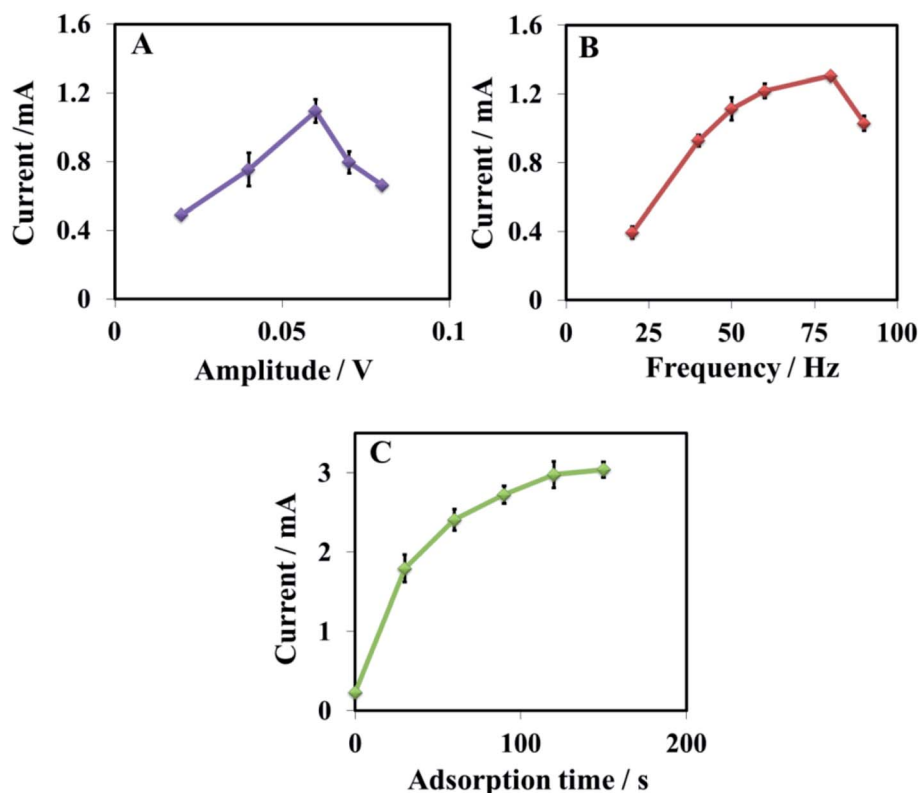 A
Current /mA
1.6
1.2
0.8
0.4
0
0
0.05
0.1
Amplitude / V
B
Current / mA
1.6
1.2
0.8
0.4
0
0
25
50
75
100
Frequency / Hz
C
Current / mA
3
2
1
0
0
100
200
Adsorption time / s